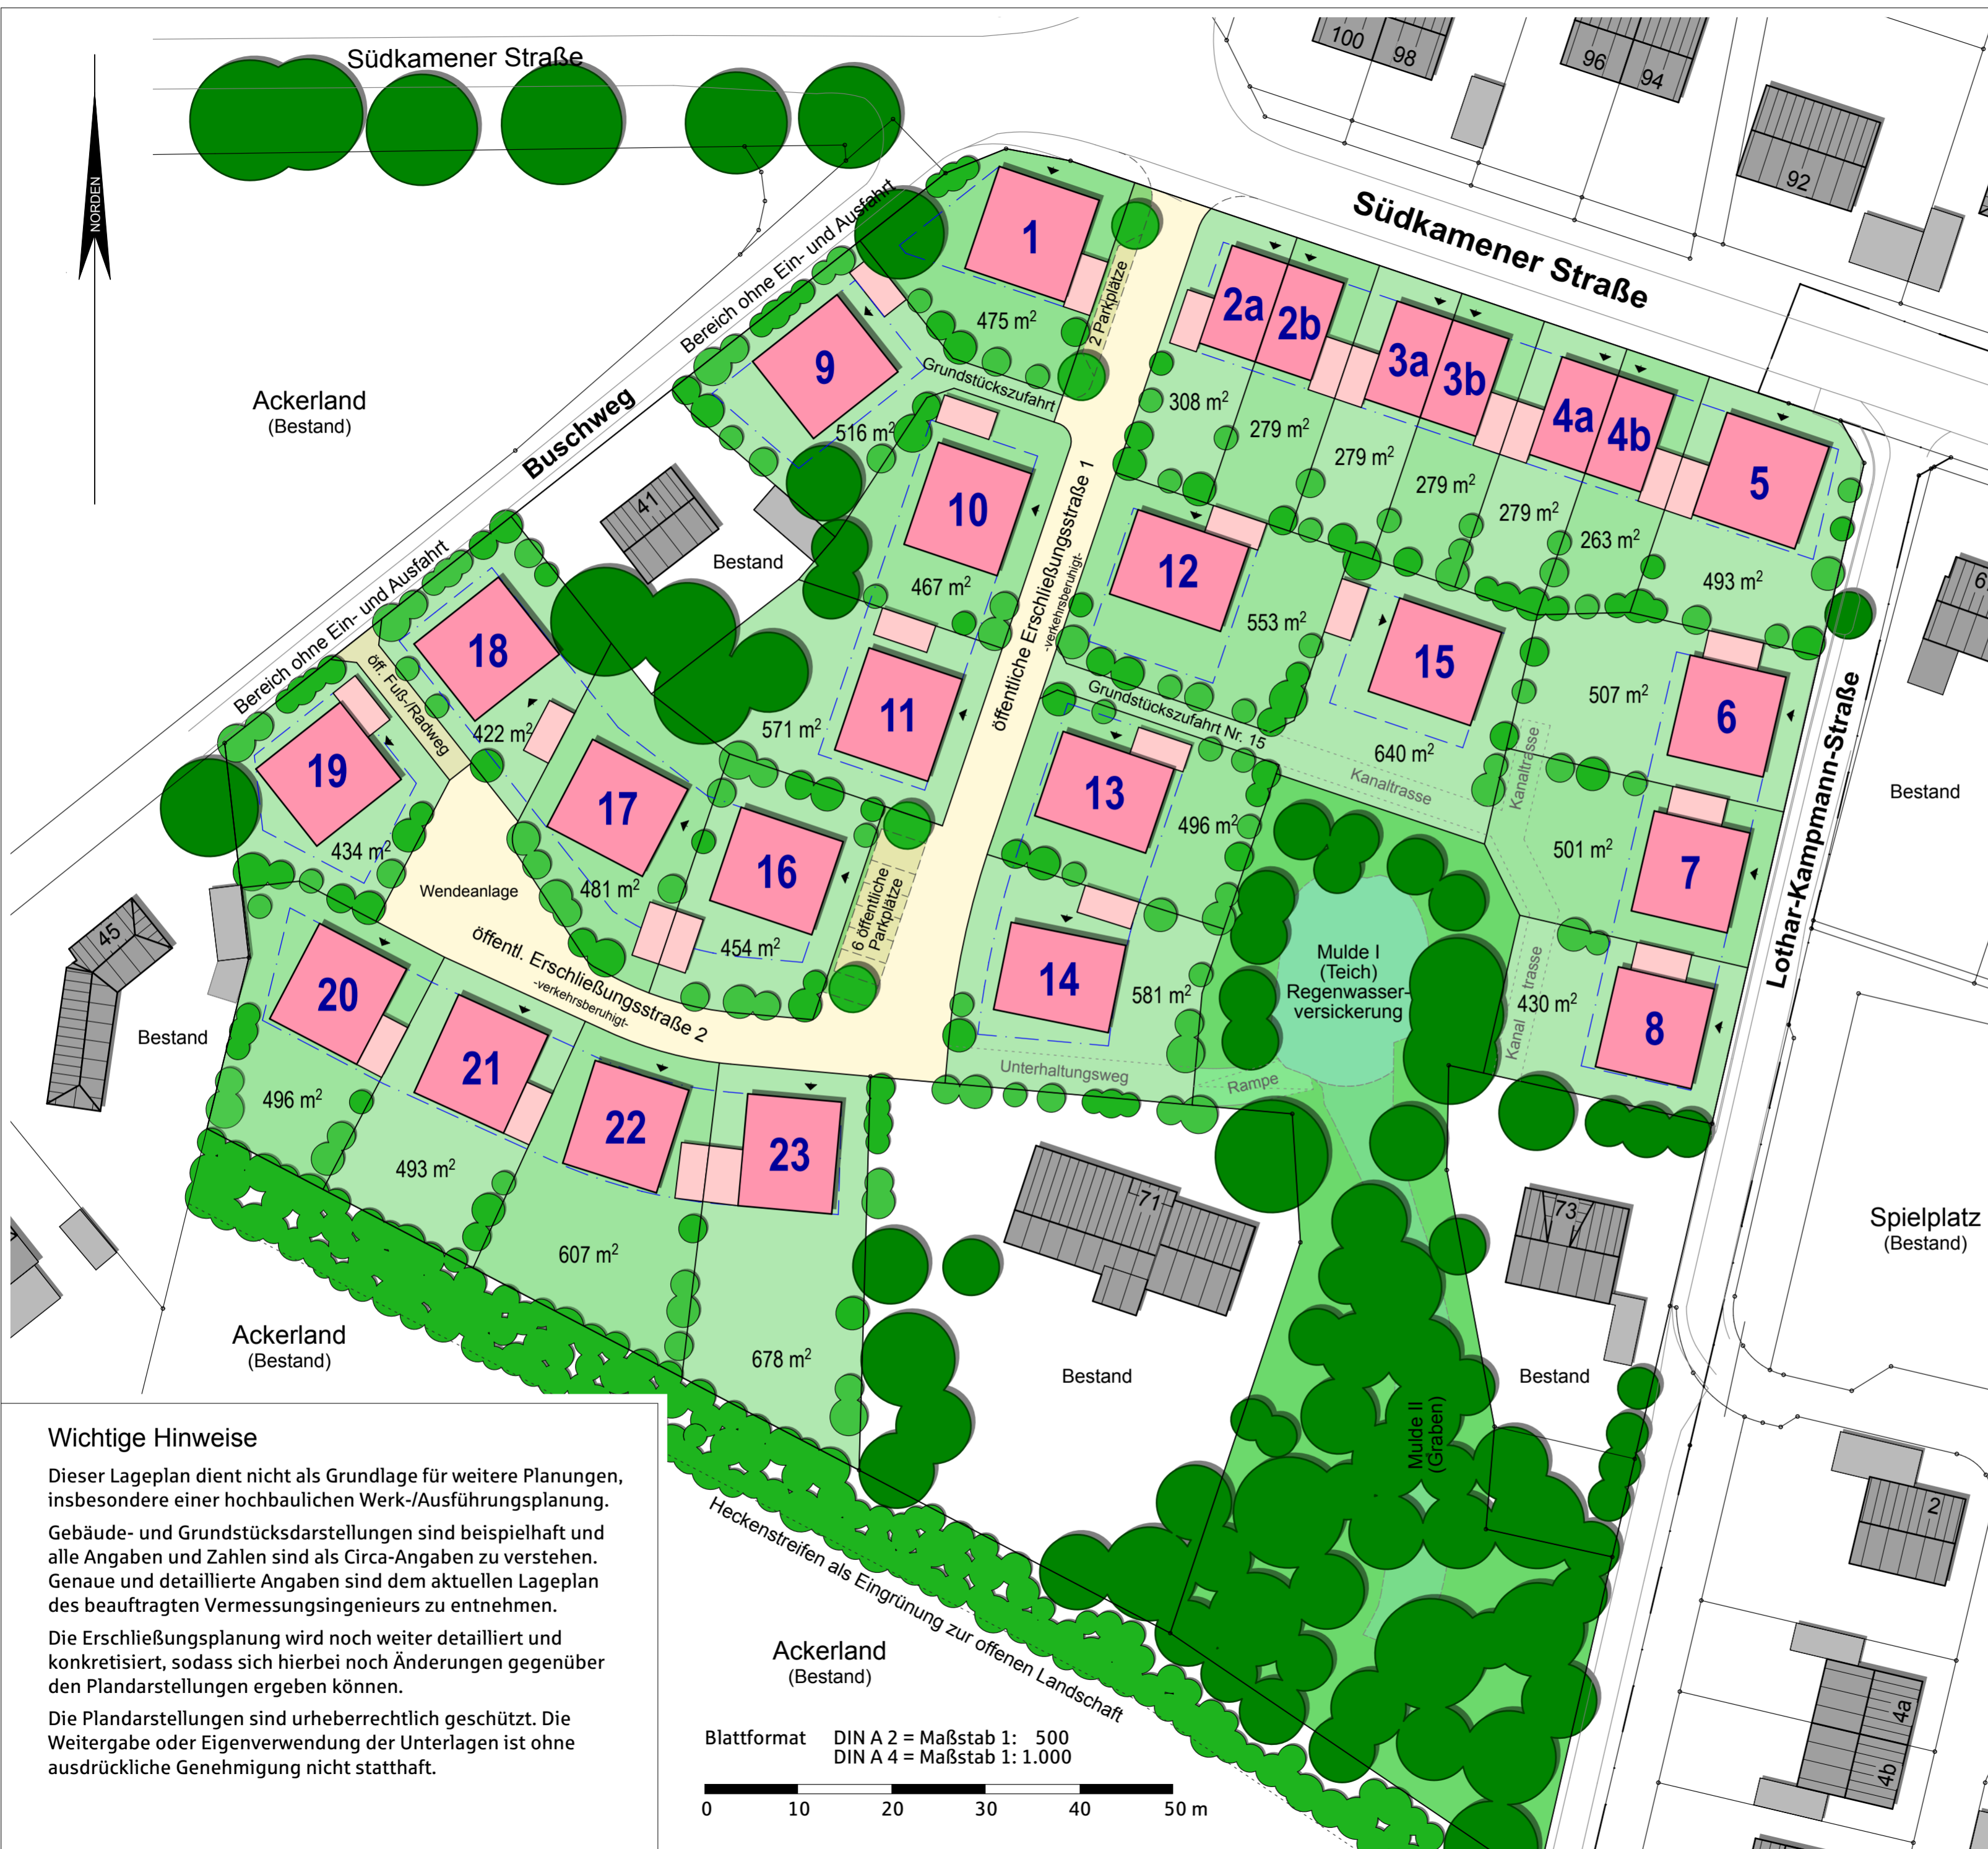 Südkamener Straße
100
98
96
94
92
NORDEN
Südkamener Straße
Bereich ohne Ein- und Ausfahrt
1
475 m²
2 Parkplätze
2a
2b
3a
3b
4a
4b
5
308 m²
279 m²
279 m²
279 m²
279 m²
263 m²
493 m²
9
516 m²
Grundstückszufahrt
Ackerland
(Bestand)
Buschweg
41
Bestand
10
467 m²
öffentliche Erschließungsstraße 1
-verkehrsberuhigt-
12
553 m²
15
640 m²
507 m²
6
Lothar-Kampmann-Straße
Bestand
6
Bereich ohne Ein- und Ausfahrt
18
422 m²
öff. Fuß-/Radweg
19
434 m²
17
481 m²
571 m²
11
Grundstückszufahrt Nr. 15
Kanaltrasse
Kanaltrasse
13
496 m²
501 m²
7
16
454 m²
6 öffentliche
Parkplätze
Wendeanlage
öffentl. Erschließungsstraße 2
-verkehrsberuhigt-
14
581 m²
Mulde I
(Teich)
Regenwasser-
versickerung
430 m²
Kanal trasse
8
45
Bestand
20
496 m²
21
493 m²
22
607 m²
23
678 m²
Unterhaltungsweg
Rampe
71
73
Bestand
Bestand
Spielplatz
(Bestand)
Mulde II
(Graben)
2
4a
4b
Ackerland
(Bestand)
Heckenstreifen als Eingrünung zur offenen Landschaft
Ackerland
(Bestand)
Wichtige Hinweise
Dieser Lageplan dient nicht als Grundlage für weitere Planungen,
insbesondere einer hochbaulichen Werk-/Ausführungsplanung.
Gebäude- und Grundstücksdarstellungen sind beispielhaft und
alle Angaben und Zahlen sind als Circa-Angaben zu verstehen.
Genaue und detaillierte Angaben sind dem aktuellen Lageplan
des beauftragten Vermessungsingenieurs zu entnehmen.
Die Erschließungsplanung wird noch weiter detailliert und
konkretisiert, sodass sich hierbei noch Änderungen gegenüber
den Plandarstellungen ergeben können.
Die Plandarstellungen sind urheberrechtlich geschützt. Die
Weitergabe oder Eigenverwendung der Unterlagen ist ohne
ausdrückliche Genehmigung nicht statthaft.
Blattformat DIN A 2 = Maßstab 1: 500
DIN A 4 = Maßstab 1: 1.000
0 10 20 30 40 50 m